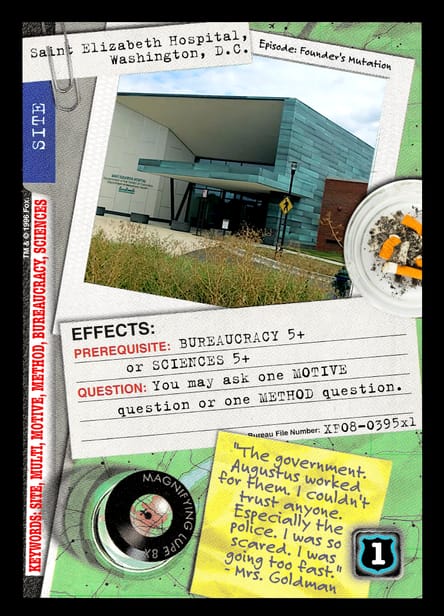 Saint Elizabeth Hospital,
Washington, D.C.
Episode: Founder's Mutation
SITE
TM & © 1996 Fox.
KEYWORDS: SITE, MULTI, MOTIVE, METHOD, BUREAUCRACY, SCIENCES
EFFECTS:
PREREQUISITE: BUREAUCRACY 5+
or SCIENCES 5+
QUESTION: You may ask one MOTIVE
question or one METHOD question.
Bureau File Number: XF08-0395x1
MAGNIFYING LUPE 8X
"The government.
Augustus worked
for them. I couldn't
trust anyone.
Especially the
police. I was so
scared. I was
going too fast."
- Mrs. Goldman
1